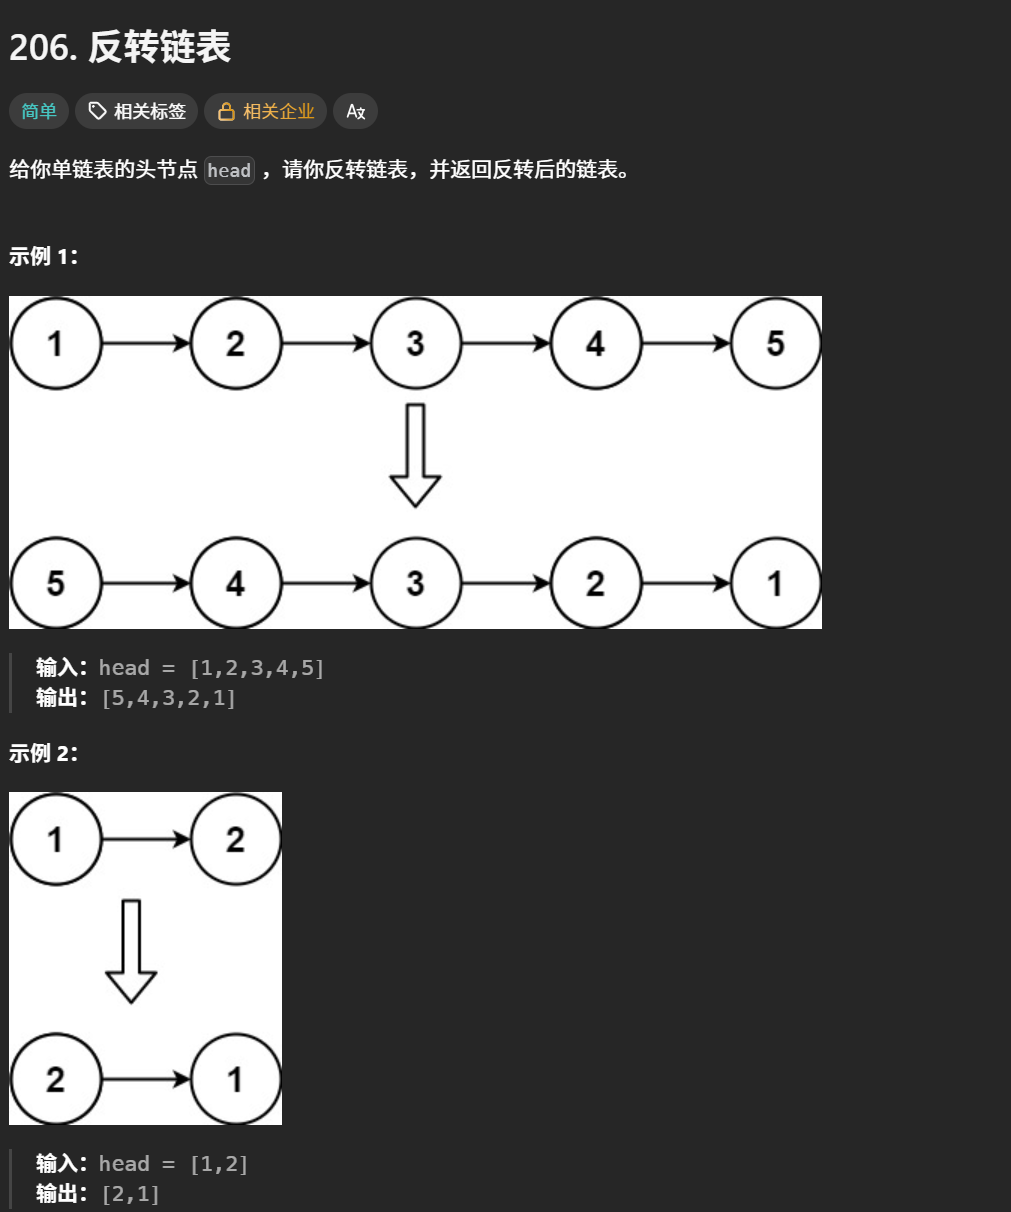 206. 反转链表
简单 相关标签 相关企业 A文
给你单链表的头节点 head ，请你反转链表，并返回反转后的链表。
示例 1：
1 2 3 4 5
5 4 3 2 1
输入：head = [1,2,3,4,5]
输出：[5,4,3,2,1]
示例 2：
1 2
2 1
输入：head = [1,2]
输出：[2,1]